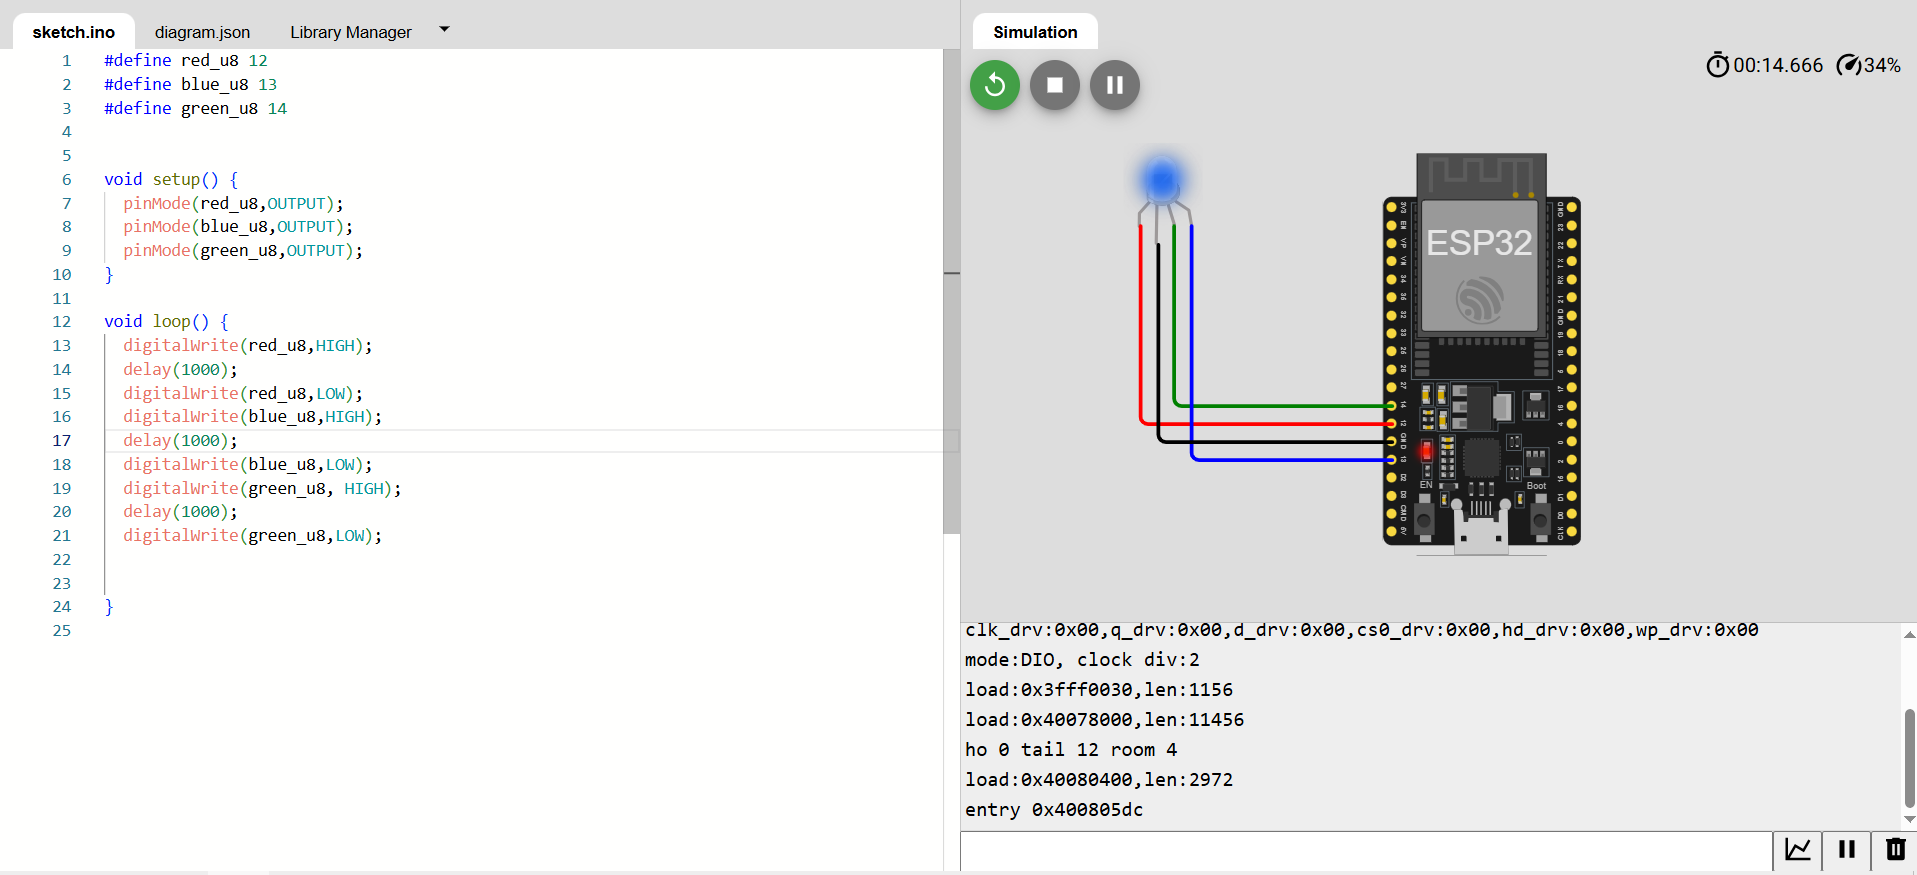 sketch.ino diagram.json Library Manager
1 #define red_u8 12
2 #define blue_u8 13
3 #define green_u8 14
4
5
6 void setup() {
7 pinMode(red_u8,OUTPUT);
8 pinMode(blue_u8,OUTPUT);
9 pinMode(green_u8,OUTPUT);
10 }
11
12 void loop() {
13 digitalWrite(red_u8,HIGH);
14 delay(1000);
15 digitalWrite(red_u8,LOW);
16 digitalWrite(blue_u8,HIGH);
17 delay(1000);
18 digitalWrite(blue_u8,LOW);
19 digitalWrite(green_u8, HIGH);
20 delay(1000);
21 digitalWrite(green_u8,LOW);
22
23
24 }
25
Simulation
00:14.666 34%
ESP32
EN
Boot
clk_drv:0x00,q_drv:0x00,d_drv:0x00,cs0_drv:0x00,hd_drv:0x00,wp_drv:0x00
mode:DIO, clock div:2
load:0x3fff0030,len:1156
load:0x40078000,len:11456
ho 0 tail 12 room 4
load:0x40080400,len:2972
entry 0x400805dc